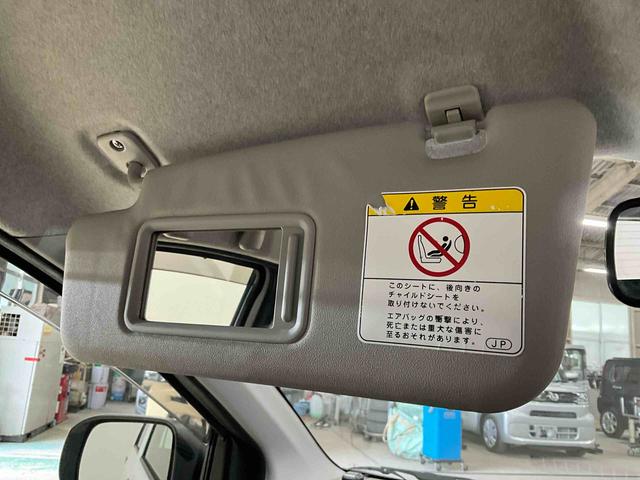 警告
このシートに、後向きの
チャイルドシートを
取り付けないでください。
エアバッグの衝撃により、
死亡または重大な傷害に
至るおそれがあります。
JP